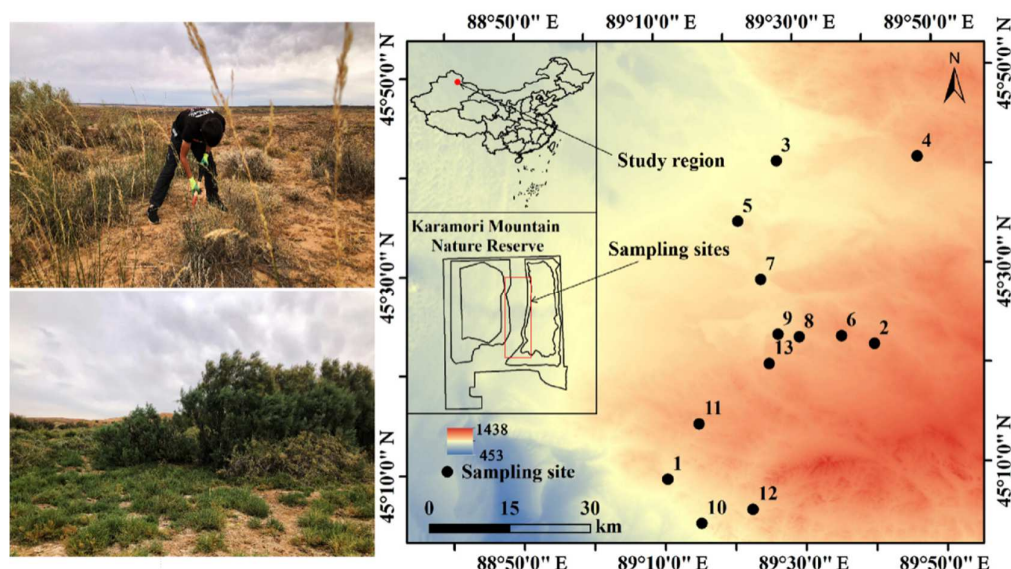 88°50'0" E 89°10'0" E 89°30'0" E 89°50'0" E
45°50'0" N
45°50'0" N
N
Study region
Karamori Mountain
Nature Reserve
Sampling sites
3
4
5
7
9
8
6
2
13
11
1
12
10
45°30'0" N
45°30'0" N
1438
453
Sampling site
0 15 30
km
45°10'0" N
45°10'0" N
88°50'0" E 89°10'0" E 89°30'0" E 89°50'0" E